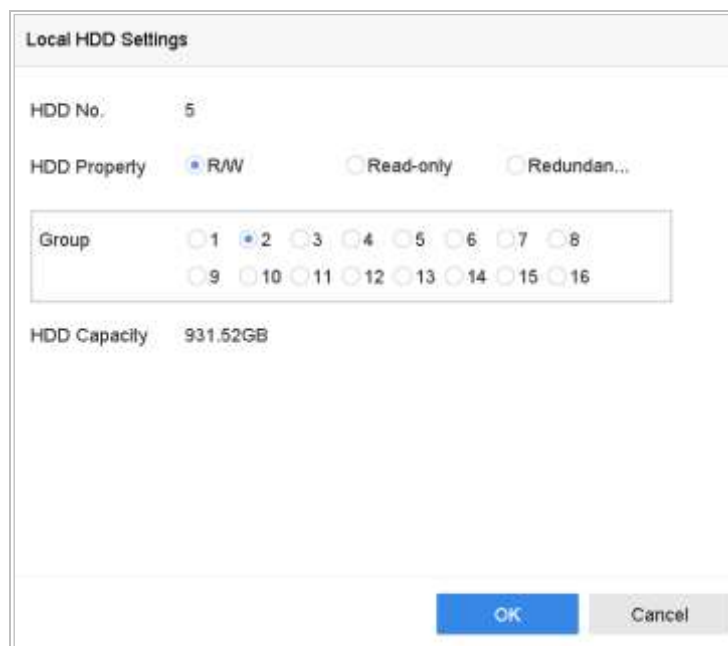 Local HDD Settings
HDD No. 5
HDD Property R/W Read-only Redundan...
Group 1 2 3 4 5 6 7 8
9 10 11 12 13 14 15 16
HDD Capacity 931.52GB
OK Cancel